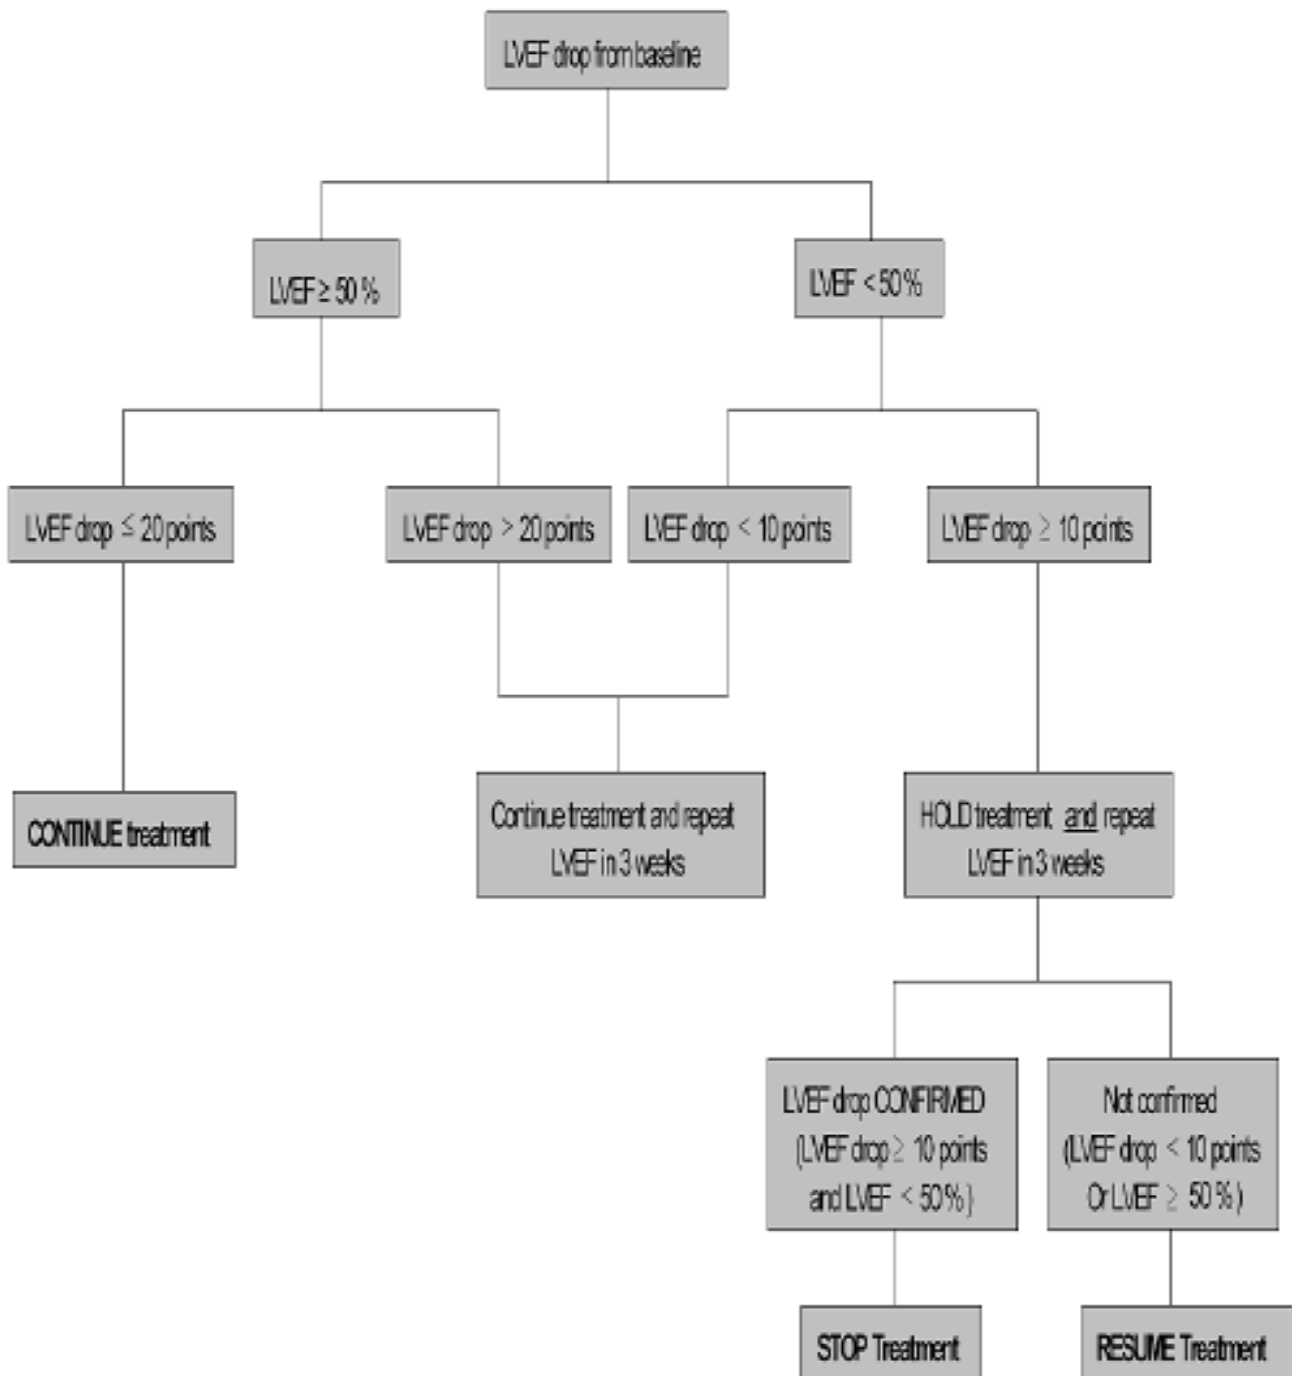 LVEF drop from baseline
LVEF ≥ 50 %
LVEF < 50 %
LVEF drop ≤ 20 points
LVEF drop > 20 points
LVEF drop < 10 points
LVEF drop ≥ 10 points
CONTINUE treatment
Continue treatment and repeat
LVEF in 3 weeks
HOLD treatment and repeat
LVEF in 3 weeks
LVEF drop CONFIRMED
(LVEF drop ≥ 10 points
and LVEF < 50 %)
Not confirmed
(LVEF drop < 10 points
Or LVEF ≥ 50 %)
STOP Treatment
RESUME Treatment